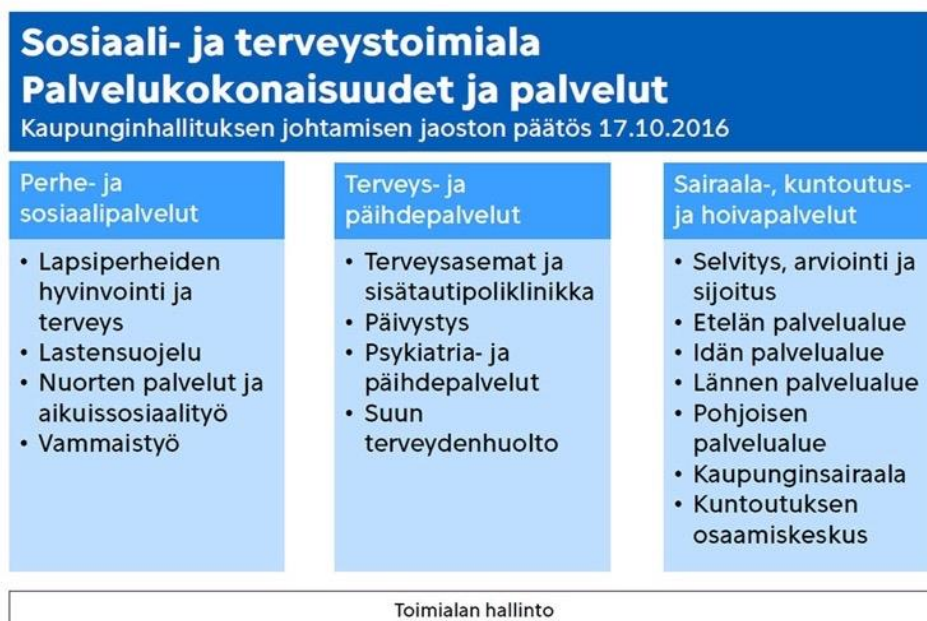 Sosiaali- ja terveystoimiala
Palvelukokonaisuudet ja palvelut
Kaupunginhallituksen johtamisen jaoston päätös 17.10.2016
Perhe- ja
sosiaalipalvelut
• Lapsiperheiden
hyvinvointi ja
terveys
• Lastensuojelu
• Nuorten palvelut ja
aikuissosiaalityö
• Vammaistyö
Terveys- ja
päihdepalvelut
• Terveysasemat ja
sisätautipoliklinikka
• Päivystys
• Psykiatria- ja
päihdepalvelut
• Suun
terveydenhuolto
Sairaala-, kuntoutus-
ja hoivapalvelut
• Selvitys, arviointi ja
sijoitus
• Etelän palvelualue
• Idän palvelualue
• Lännen palvelualue
• Pohjoisen
palvelualue
• Kaupunginsairaala
• Kuntoutuksen
osaamiskeskus
Toimialan hallinto